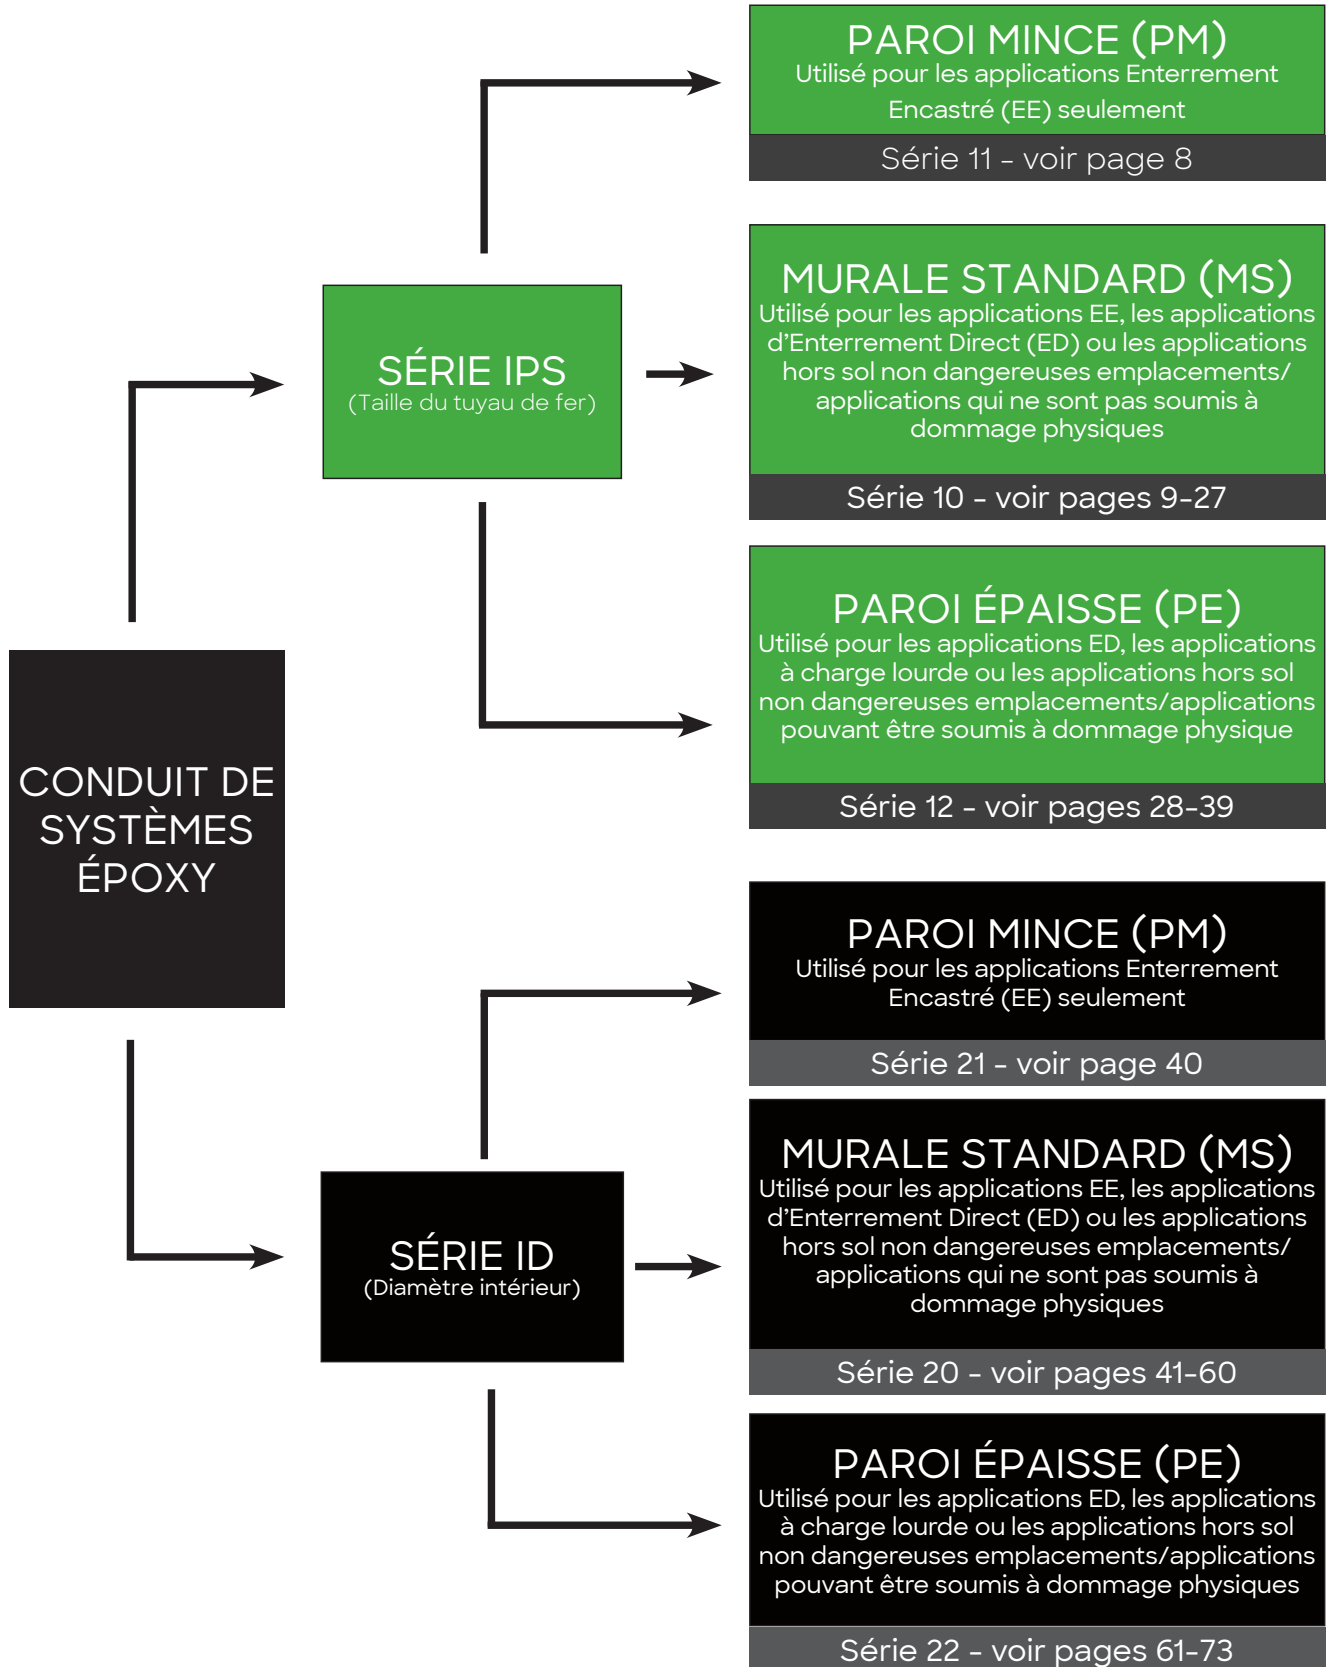 CONDUIT DE
SYSTÈMES
ÉPOXY
SÉRIE IPS
(Taille du tuyau de fer)
PAROI MINCE (PM)
Utilisé pour les applications Enterrement
Encastré (EE) seulement
Série 11 - voir page 8
MURALE STANDARD (MS)
Utilisé pour les applications EE, les applications
d'Enterrement Direct (ED) ou les applications
hors sol non dangereuses emplacements/
applications qui ne sont pas soumis à
dommage physiques
Série 10 - voir pages 9-27
PAROI ÉPAISSE (PE)
Utilisé pour les applications ED, les applications
à charge lourde ou les applications hors sol
non dangereuses emplacements/applications
pouvant être soumis à dommage physique
Série 12 - voir pages 28-39
SÉRIE ID
(Diamètre intérieur)
PAROI MINCE (PM)
Utilisé pour les applications Enterrement
Encastré (EE) seulement
Série 21 - voir page 40
MURALE STANDARD (MS)
Utilisé pour les applications EE, les applications
d'Enterrement Direct (ED) ou les applications
hors sol non dangereuses emplacements/
applications qui ne sont pas soumis à
dommage physiques
Série 20 - voir pages 41-60
PAROI ÉPAISSE (PE)
Utilisé pour les applications ED, les applications
à charge lourde ou les applications hors sol
non dangereuses emplacements/applications
pouvant être soumis à dommage physiques
Série 22 - voir pages 61-73